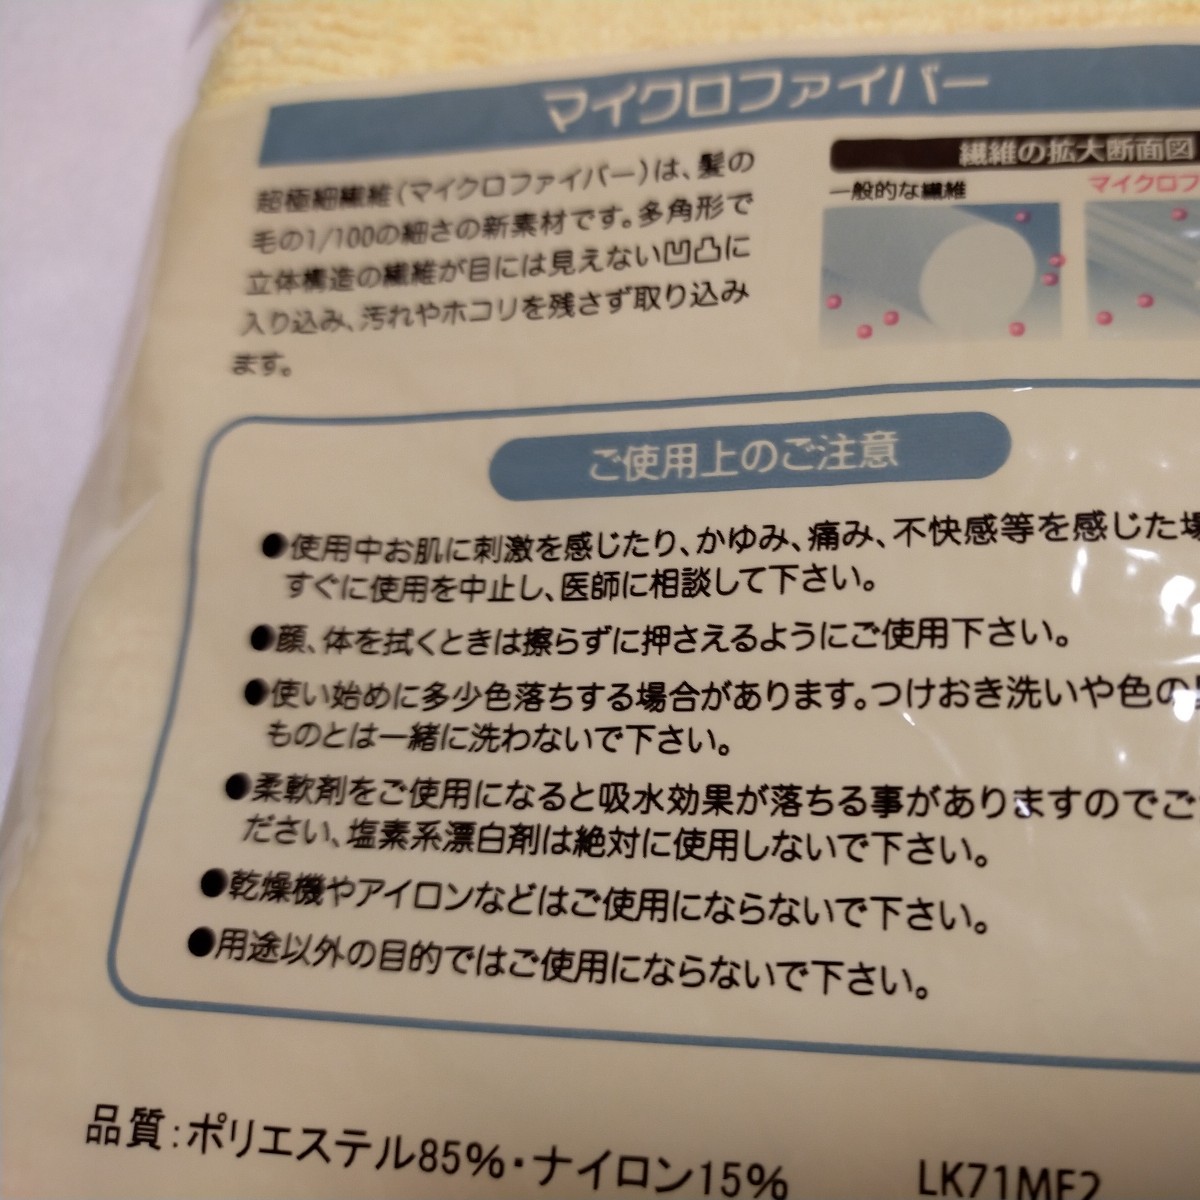 マイクロファイバー
超極細繊維(マイクロファイバー)は、髪の
毛の1/100の細さの新素材です。多角形で
立体構造の繊維が目には見えない凹凸に
入り込み、汚れやホコリを残さず取り込み
ます。
繊維の拡大断面図
一般的な繊維
マイクロフ
ご使用上のご注意
●使用中お肌に刺激を感じたり、かゆみ、痛み、不快感等を感じた場
すぐに使用を中止し、医師に相談して下さい。
●顔、体を拭くときは擦らずに押さえるようにご使用下さい。
●使い始めに多少色落ちする場合があります。つけおき洗いや色の
ものとは一緒に洗わないで下さい。
●柔軟剤をご使用になると吸水効果が落ちる事がありますのでご
ださい、塩素系漂白剤は絶対に使用しないで下さい。
●乾燥機やアイロンなどはご使用にならないで下さい。
●用途以外の目的ではご使用にならないで下さい。
品質:ポリエステル85%・ナイロン15%
LK71MF2